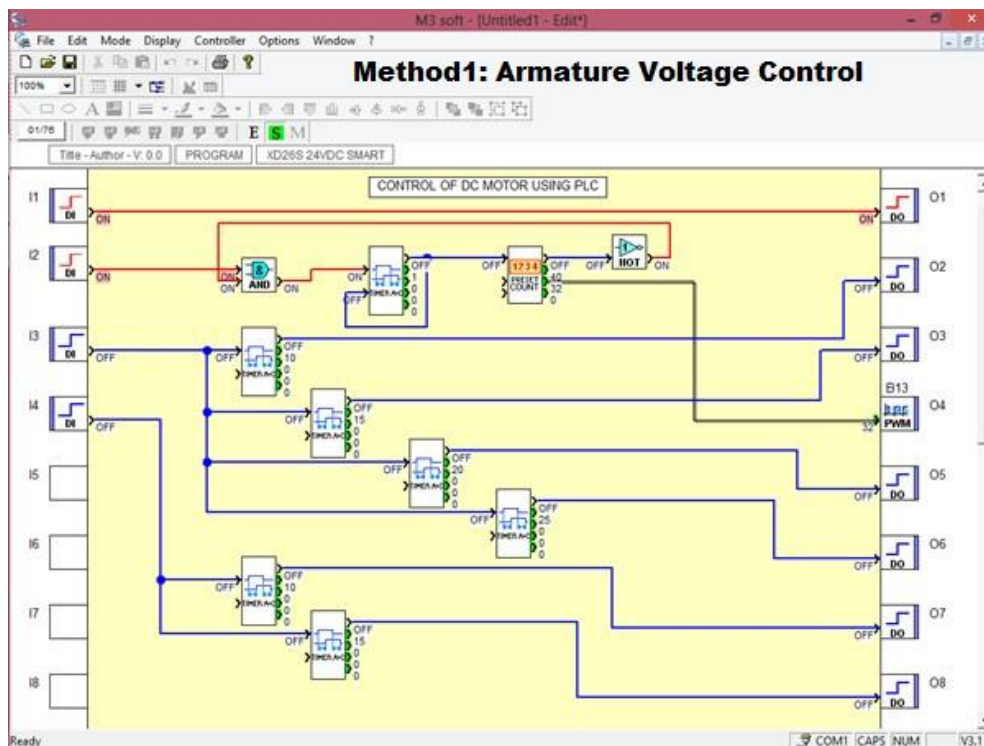 M3 soft - [Untitled1 - Edit*]
File Edit Mode Display Controller Options Window ?
100%
Method1: Armature Voltage Control
01/76 E S M
Title - Author - V: 0.0 PROGRAM XD26S 24VDC SMART
CONTROL OF DC MOTOR USING PLC
I1 DI ON ON DO O1
I2 DI ON ON ON AND ON ON TIMER A/C OFF 1 0 0 0 OFF
OFF 1234 PRESET COUNT OFF 40 32 0 OFF NOT ON
OFF DO O2
I3 DI OFF OFF TIMER A/C OFF 10 0 0 0 OFF DO O3
I4 DI OFF OFF TIMER A/C OFF 15 0 0 0 B13 32 PWM O4
I5 OFF TIMER A/C OFF 20 0 0 0 OFF DO O5
OFF TIMER A/C OFF 25 0 0 0
I6 OFF DO O6
OFF TIMER A/C OFF 10 0 0 0
I7 OFF DO O7
OFF TIMER A/C OFF 15 0 0 0
I8 OFF DO O8
Ready COM1 CAPS NUM V3.1